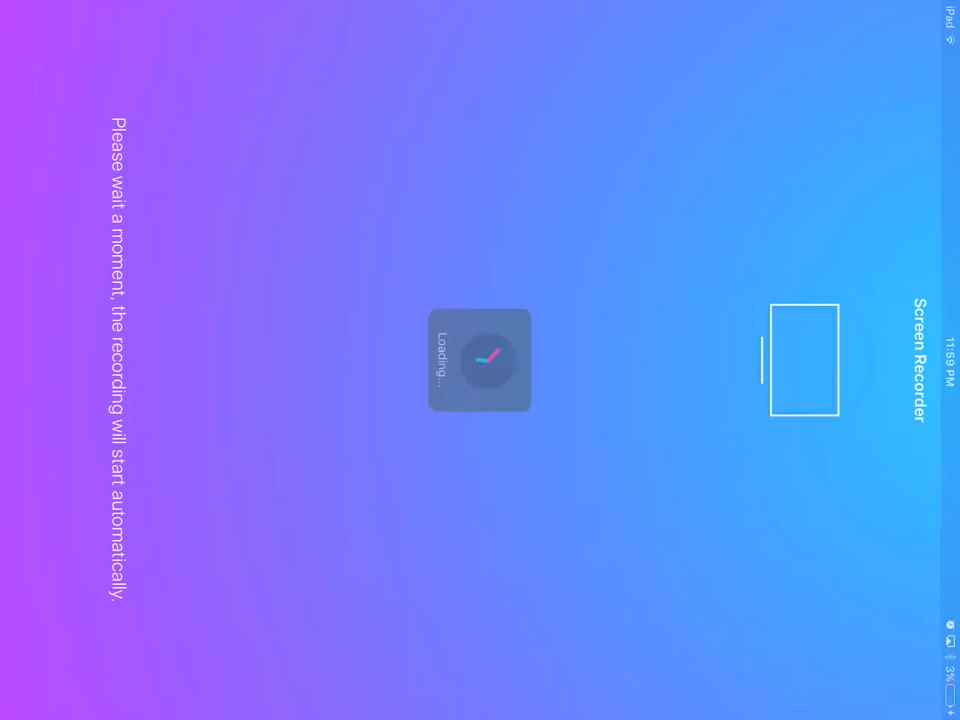 iPad
11:59 PM
3%
Screen Recorder
Loading...
Please wait a moment, the recording will start automatically.